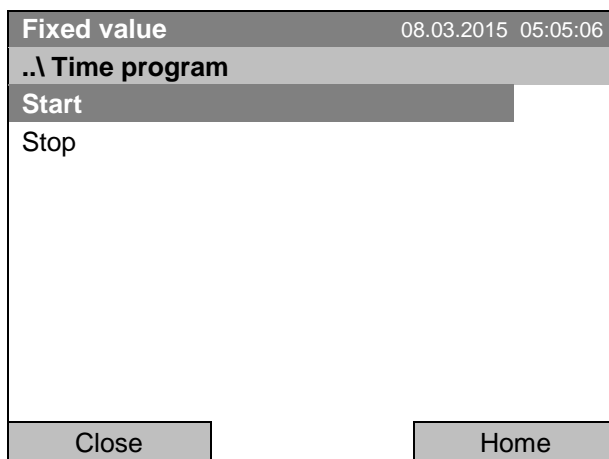 Fixed value 08.03.2015 05:05:06
..\ Time program
Start
Stop
Close Home